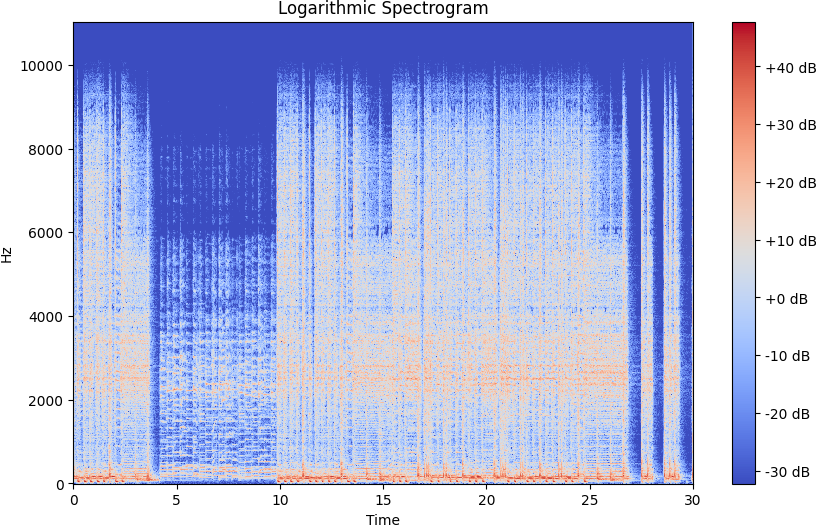 Logarithmic Spectrogram
Hz
10000
8000
6000
4000
2000
0
0 5 10 15 20 25 30
Time
+40 dB
+30 dB
+20 dB
+10 dB
+0 dB
-10 dB
-20 dB
-30 dB